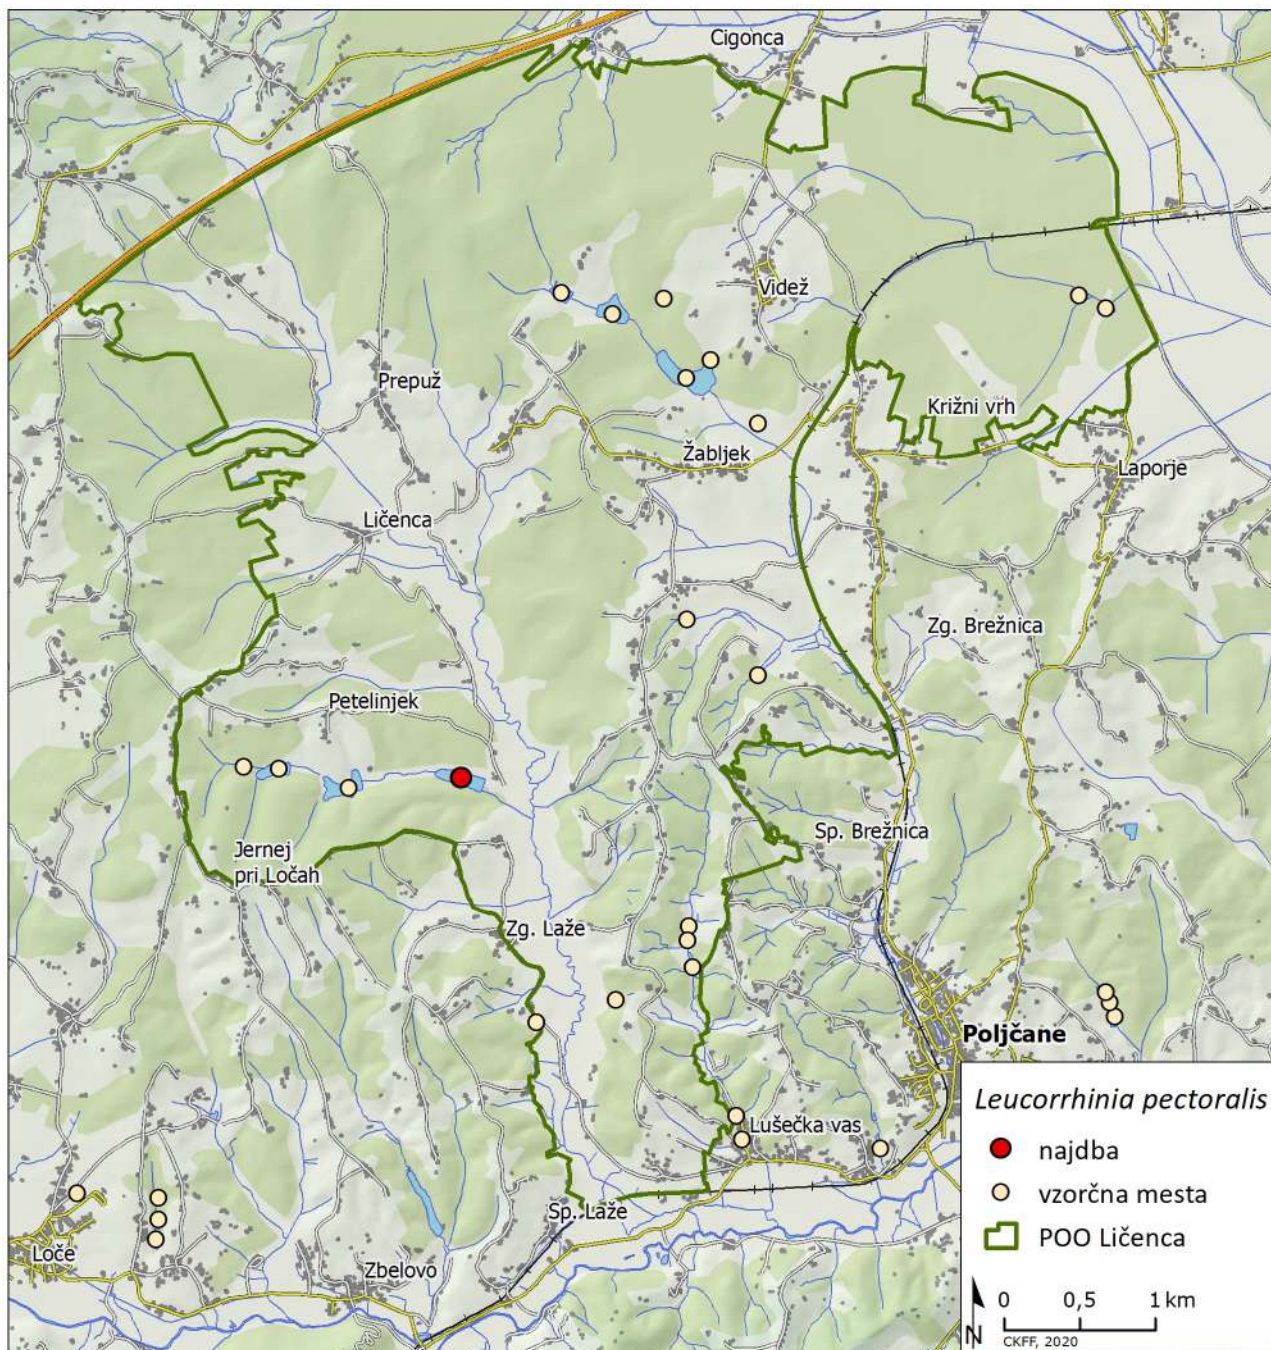 Cigonca
Videž
Prepuž
Križni vrh
Žabljek
Laporje
Ličenca
Zg. Brežnica
Petelinjek
Sp. Brežnica
Jernej
pri Ločah
Zg. Laže
Poljčane
Lušečka vas
Sp. Laže
Loče
Zbelovo
Leucorrhinia pectoralis
najdba
vzorčna mesta
POO Ličenca
0 0,5 1 km
N
CKFF, 2020